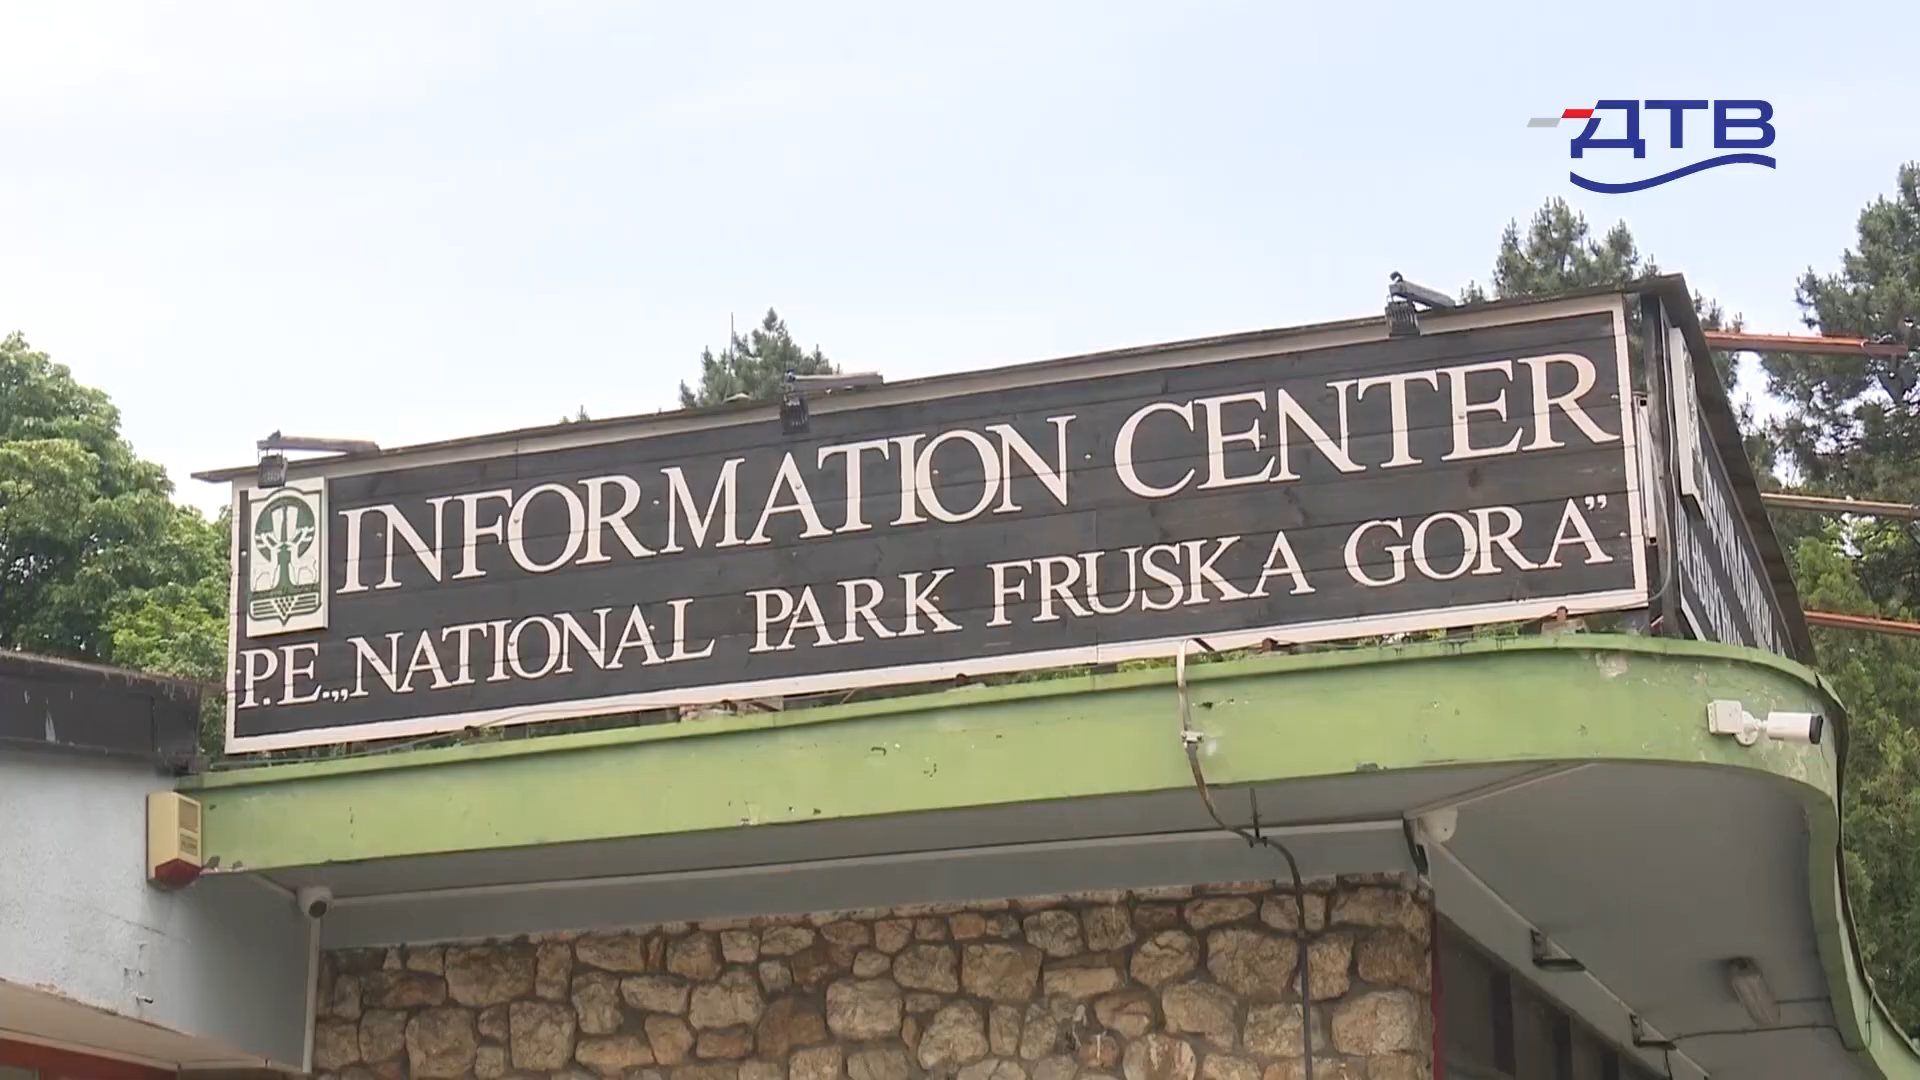 ДТВ
INFORMATION CENTER
P.E. „NATIONAL PARK FRUSKA GORA”